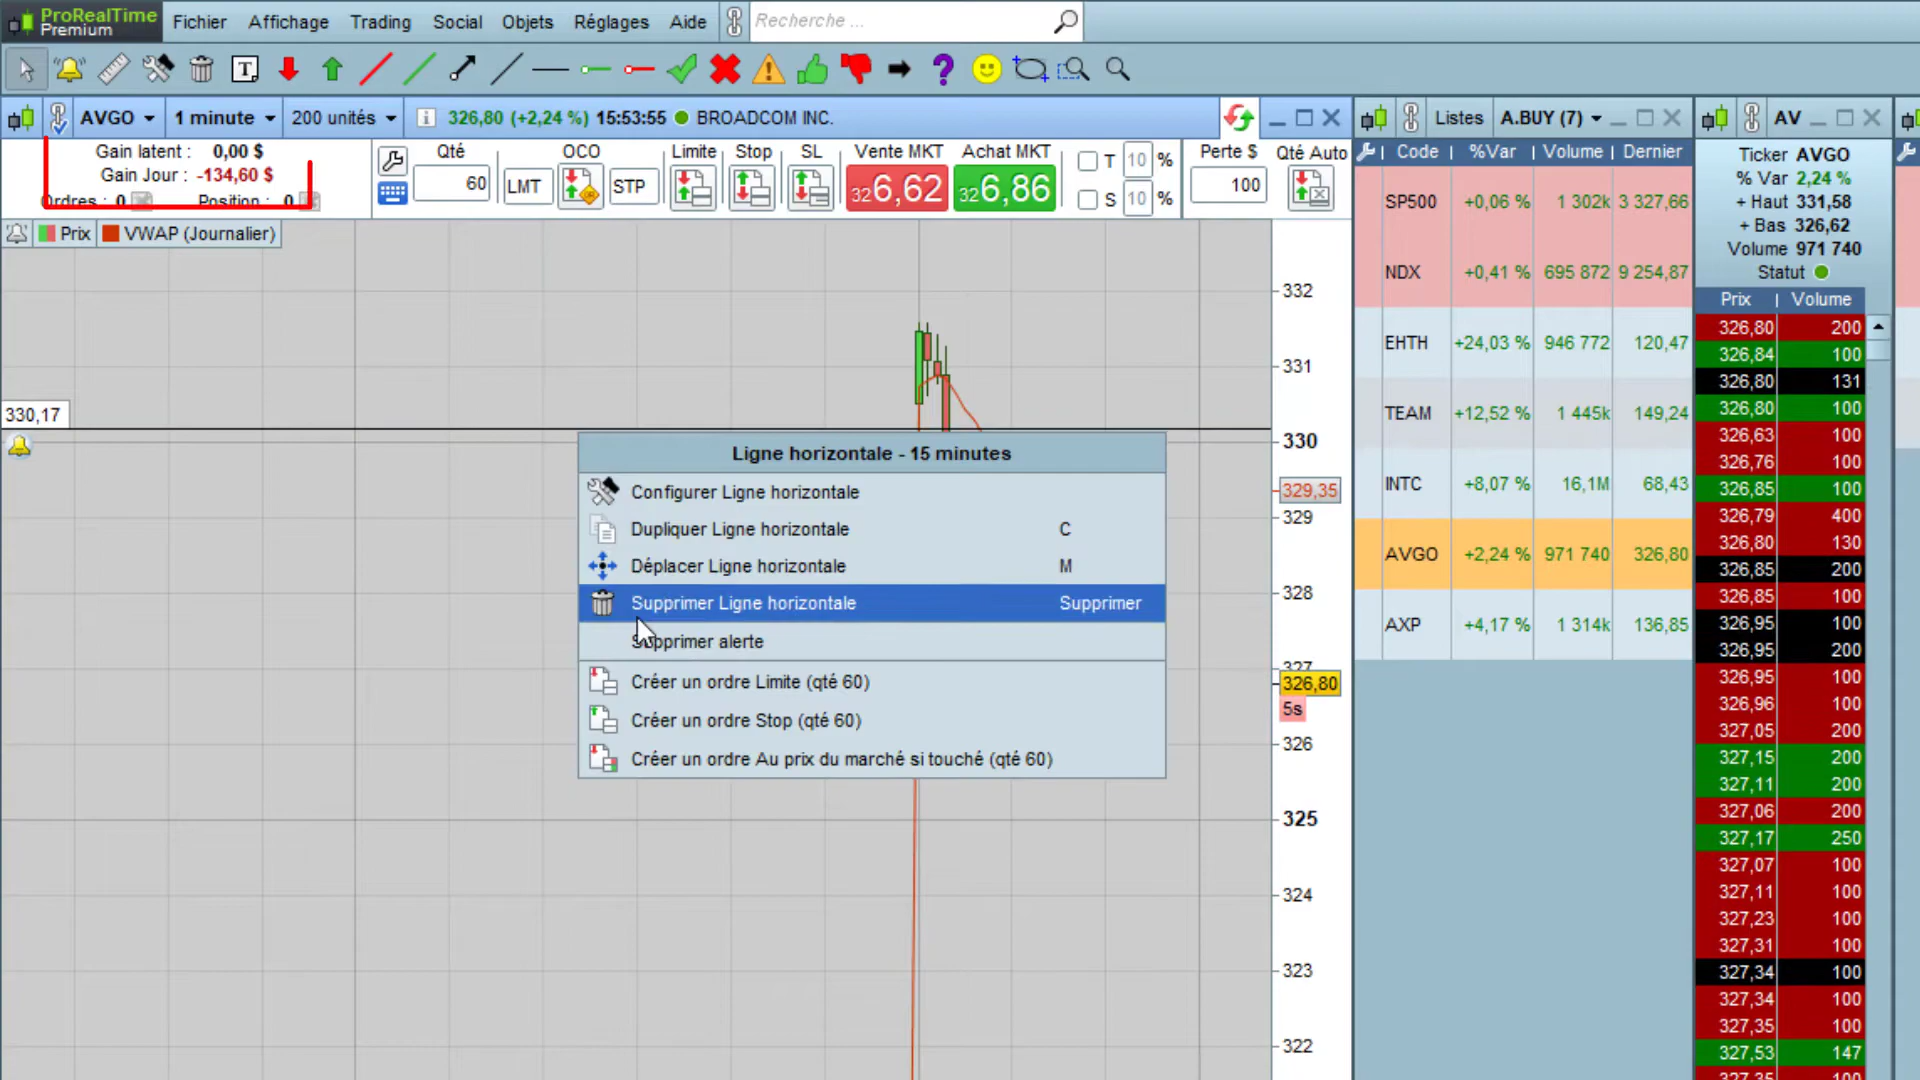 ProRealTime
Premium
Fichier Affichage Trading Social Objets Réglages Aide Recherche ...
T
AVGO 1 minute 200 unités 326,80 (+2,24 %) 15:53:55 BROADCOM INC.
Gain latent : 0,00 $
Gain Jour : -134,60 $
Ordres : 0 Position : 0
Qté OCO Limite Stop SL Vente MKT Achat MKT T 10 % Perte $ Qté Auto
60 LMT STP 326,62 326,86 S 10 % 100
Prix VWAP (Journalier)
330,17
Ligne horizontale - 15 minutes
Configurer Ligne horizontale
Dupliquer Ligne horizontale C
Déplacer Ligne horizontale M
Supprimer Ligne horizontale Supprimer
Supprimer alerte
Créer un ordre Limite (qté 60)
Créer un ordre Stop (qté 60)
Créer un ordre Au prix du marché si touché (qté 60)
332
331
330
329,35
329
328
327
326,80
5s
326
325
324
323
322
Listes A.BUY (7)
Code %Var Volume Dernier
SP500 +0,06 % 1 302k 3 327,66
NDX +0,41 % 695 872 9 254,87
EHTH +24,03 % 946 772 120,47
TEAM +12,52 % 1 445k 149,24
INTC +8,07 % 16,1M 68,43
AVGO +2,24 % 971 740 326,80
AXP +4,17 % 1 314k 136,85
AV
Ticker AVGO
% Var 2,24 %
+ Haut 331,58
+ Bas 326,62
Volume 971 740
Statut
Prix Volume
326,80 200
326,84 100
326,80 131
326,80 100
326,63 100
326,76 100
326,85 100
326,79 400
326,80 130
326,85 200
326,85 100
326,95 100
326,95 200
326,95 100
326,96 100
327,05 200
327,15 200
327,11 200
327,06 200
327,17 250
327,07 100
327,11 100
327,23 100
327,31 100
327,34 100
327,34 100
327,35 100
327,53 147
327,35 100